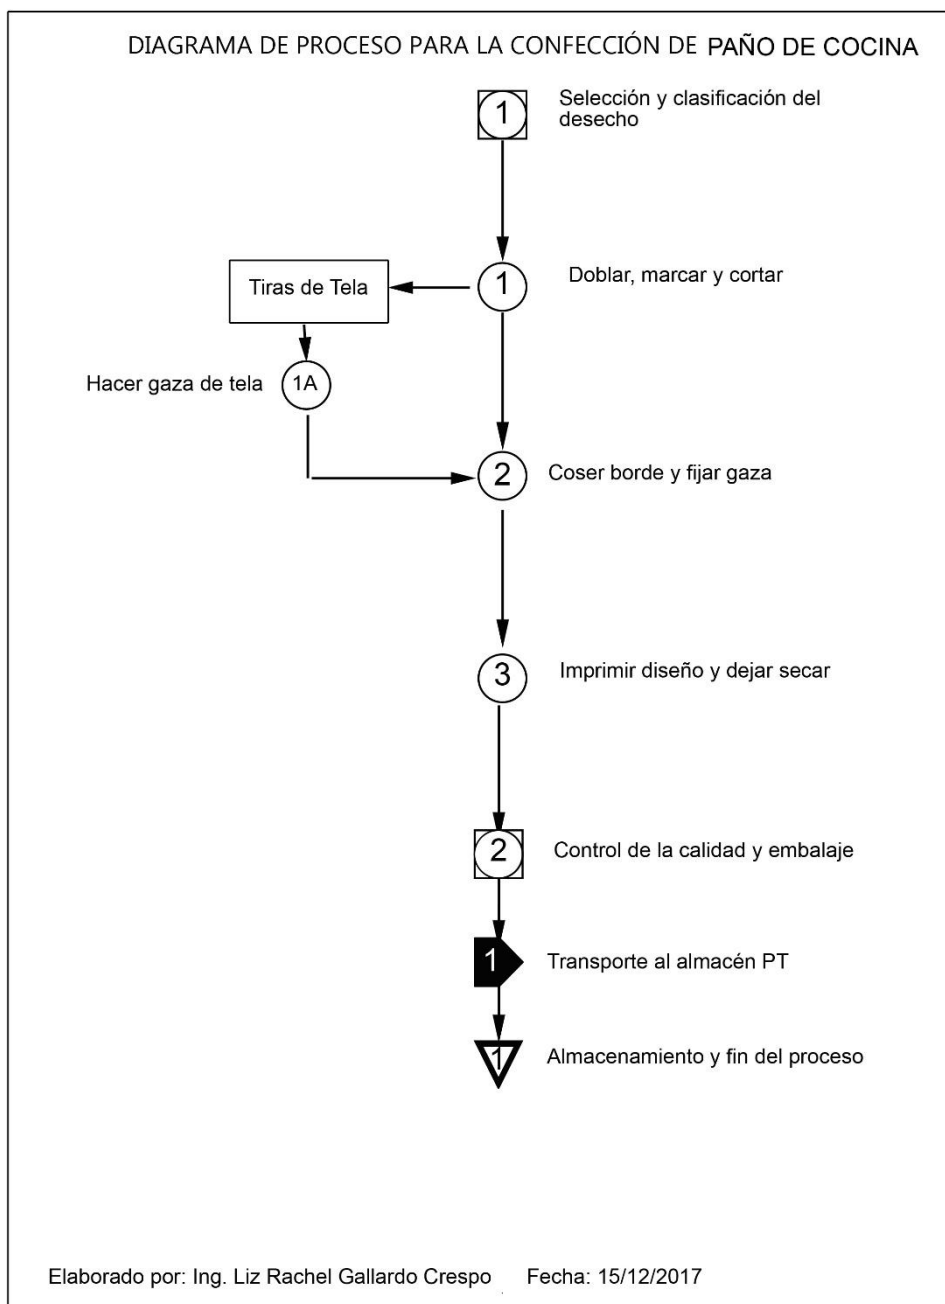 DIAGRAMA DE PROCESO PARA LA CONFECCIÓN DE PAÑO DE COCINA
1
Selección y clasificación del
desecho
Tiras de Tela
1
Doblar, marcar y cortar
Hacer gaza de tela
1A
2
Coser borde y fijar gaza
3
Imprimir diseño y dejar secar
2
Control de la calidad y embalaje
1
Transporte al almacén PT
1
Almacenamiento y fin del proceso
Elaborado por: Ing. Liz Rachel Gallardo Crespo Fecha: 15/12/2017